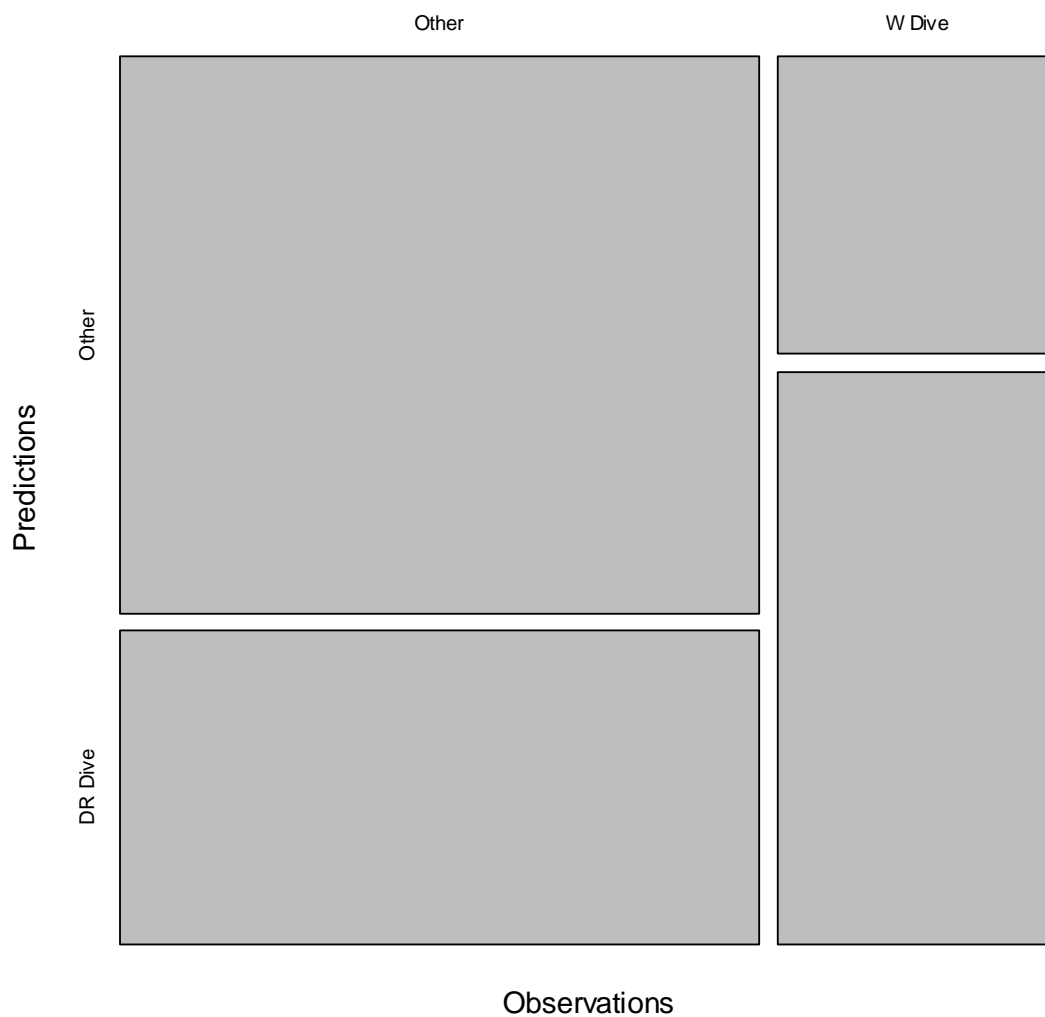 Other
W Dive
Other
Predictions
DR Dive
Observations